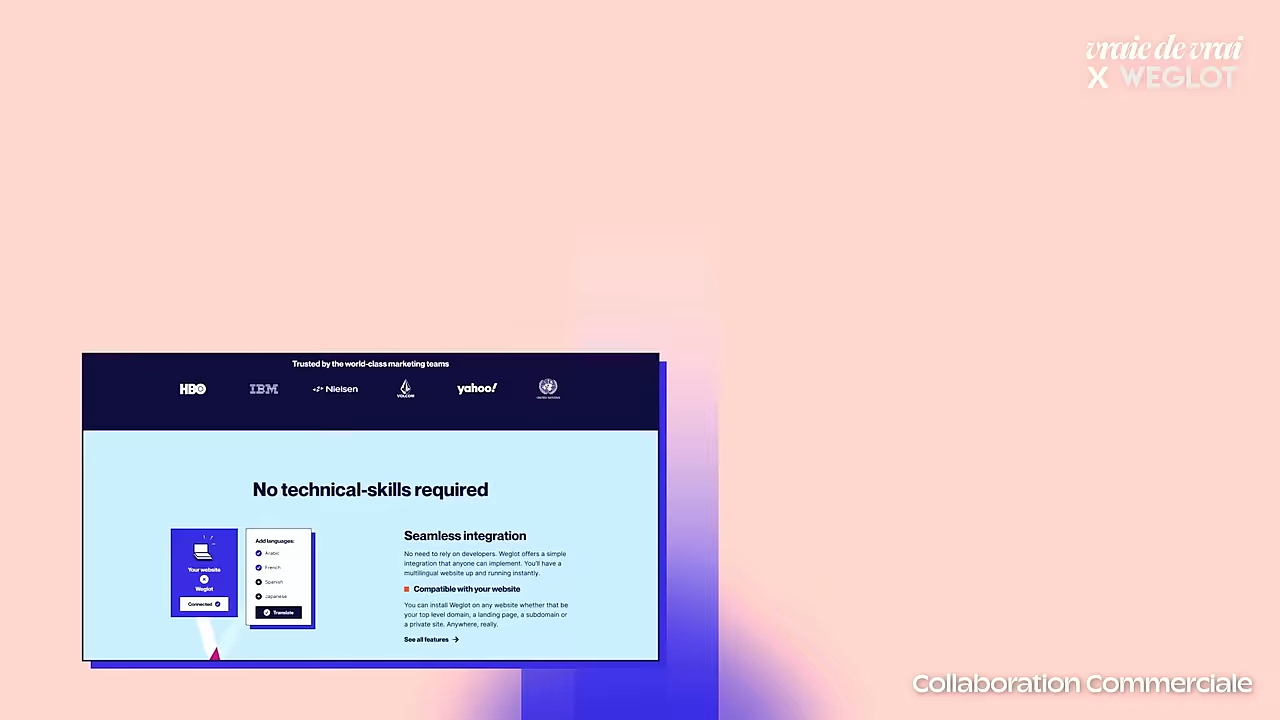 vraie de vrai
X WEGLOT
Trusted by the world-class marketing teams
HBO
IBM
Nielsen
VOLCOM
yahoo!
UNITED NATIONS
No technical-skills required
Your website
Weglot
Connected
Add languages:
Arabic
French
Spanish
Japanese
Translate
Seamless integration
No need to rely on developers. Weglot offers a simple
integration that anyone can implement. You'll have a
multilingual website up and running instantly.
Compatible with your website
You can install Weglot on any website whether that be
your top level domain, a landing page, a subdomain or
a private site. Anywhere, really.
See all features
Collaboration Commerciale